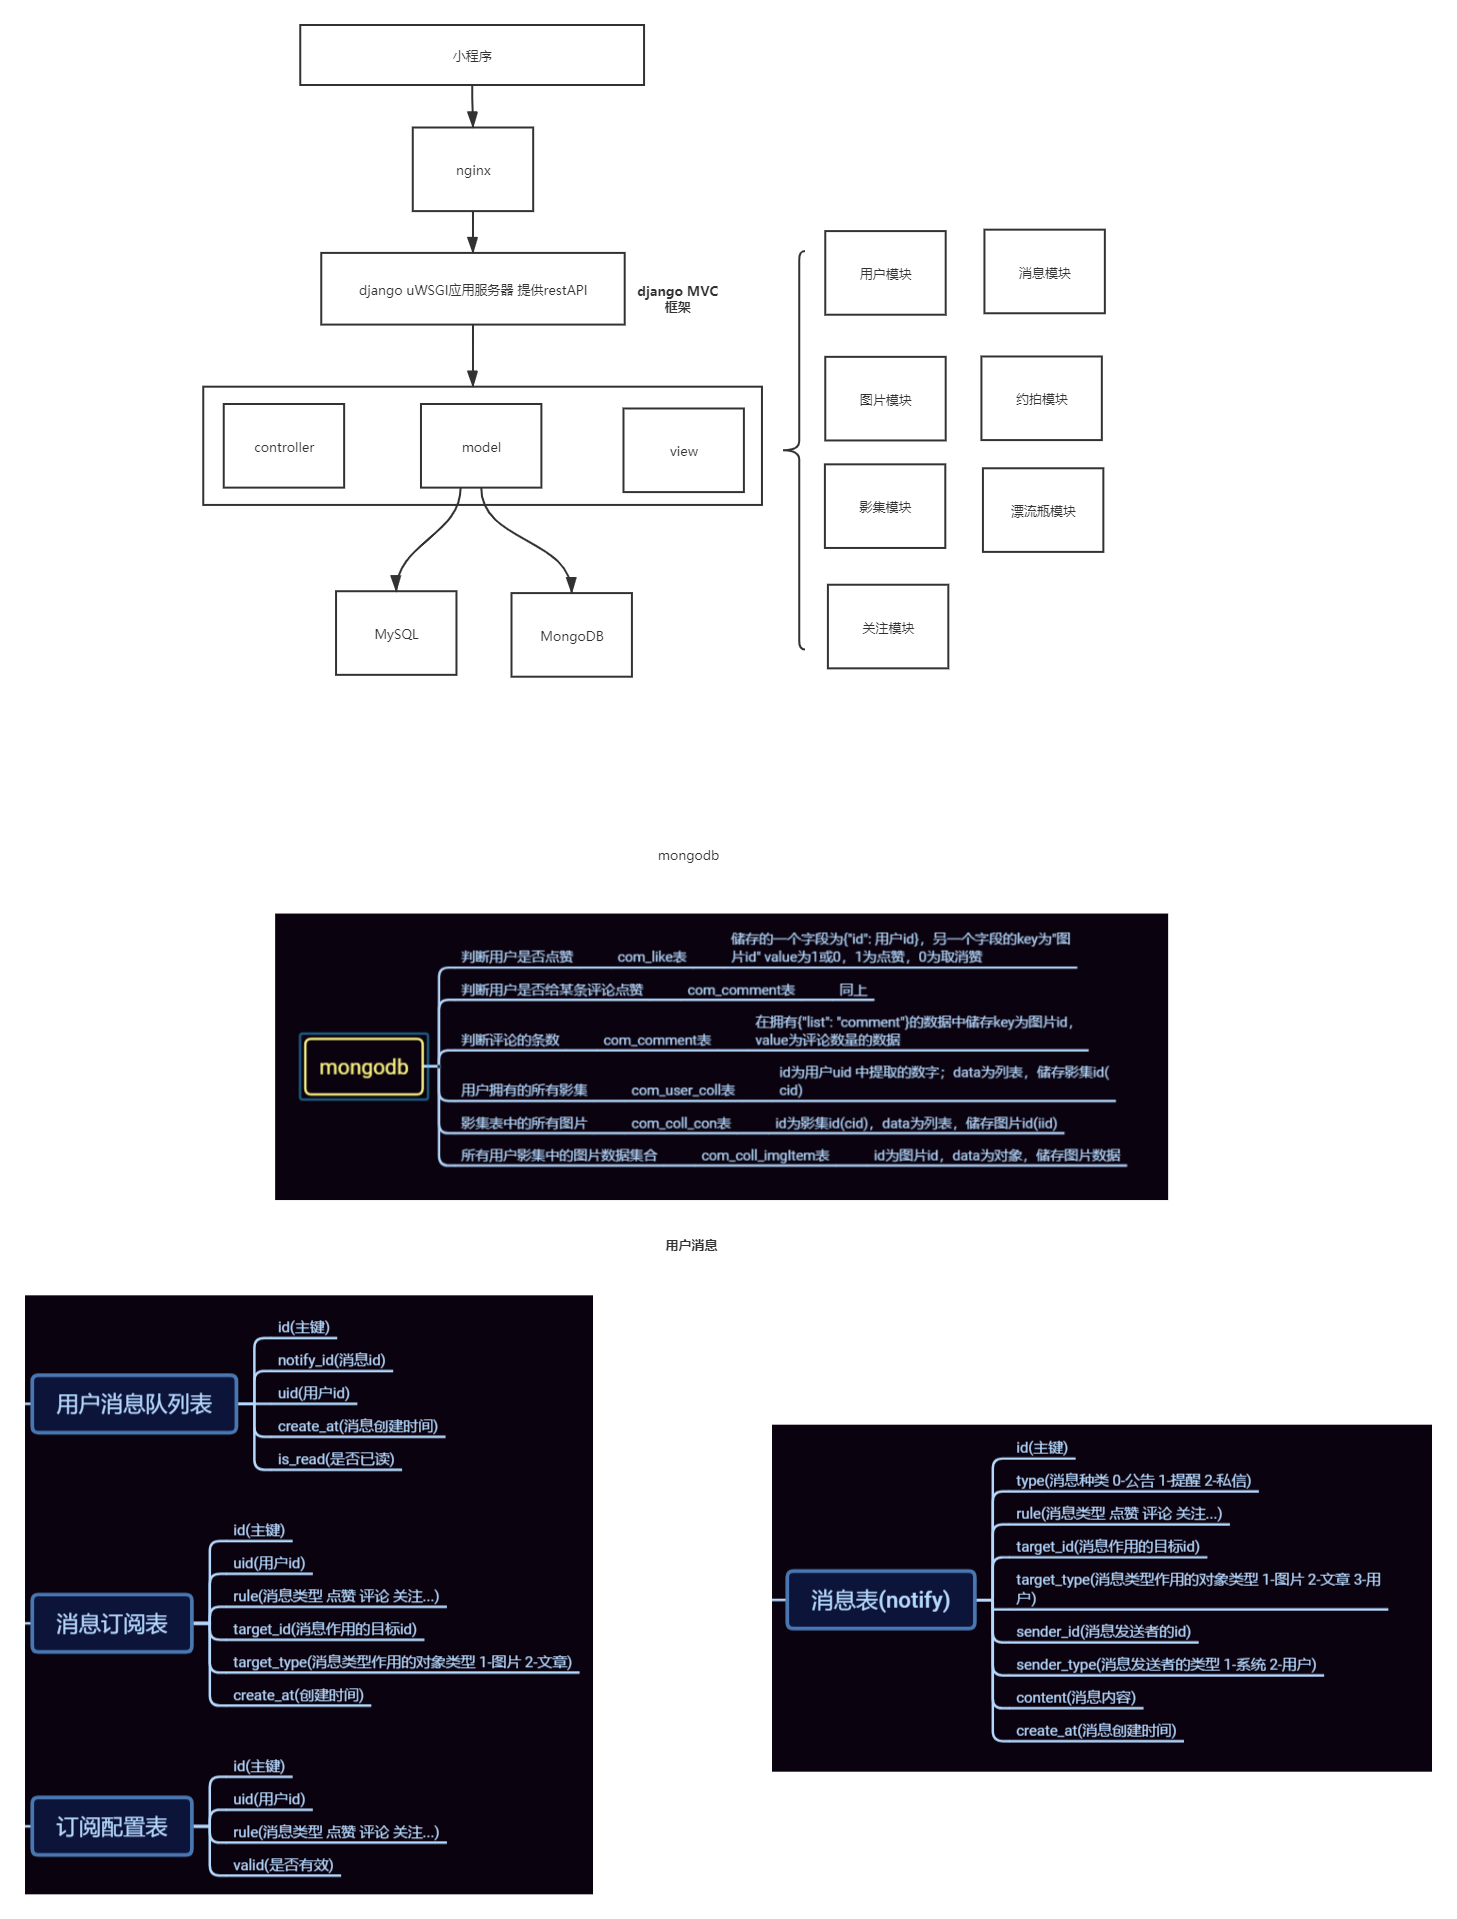 小程序
nginx
django uWSGI应用服务器 提供restAPI
django MVC
框架
controller
model
view
MySQL
MongoDB
用户模块
消息模块
图片模块
约拍模块
影集模块
漂流瓶模块
关注模块
mongodb
mongodb
判断用户是否点赞 com_like表 储存的一个字段为{"id": 用户id}，另一个字段的key为"图
片id" value为1或0，1为点赞，0为取消赞
判断用户是否给某条评论点赞 com_comment表 同上
判断评论的条数 com_comment表 在拥有{"list": "comment"}的数据中储存key为图片id，
value为评论数量的数据
用户拥有的所有影集 com_user_coll表 id为用户uid 中提取的数字；data为列表，储存影集id(
cid)
影集表中的所有图片 com_coll_con表 id为影集id(cid)，data为列表，储存图片id(iid)
所有用户影集中的图片数据集合 com_coll_imgItem表 id为图片id，data为对象，储存图片数据
用户消息
用户消息队列表
id(主键)
notify_id(消息id)
uid(用户id)
create_at(消息创建时间)
is_read(是否已读)
消息订阅表
id(主键)
uid(用户id)
rule(消息类型 点赞 评论 关注...)
target_id(消息作用的目标id)
target_type(消息类型作用的对象类型 1-图片 2-文章)
create_at(创建时间)
订阅配置表
id(主键)
uid(用户id)
rule(消息类型 点赞 评论 关注...)
valid(是否有效)
消息表(notify)
id(主键)
type(消息种类 0-公告 1-提醒 2-私信)
rule(消息类型 点赞 评论 关注...)
target_id(消息作用的目标id)
target_type(消息类型作用的对象类型 1-图片 2-文章 3-用
户)
sender_id(消息发送者的id)
sender_type(消息发送者的类型 1-系统 2-用户)
content(消息内容)
create_at(消息创建时间)